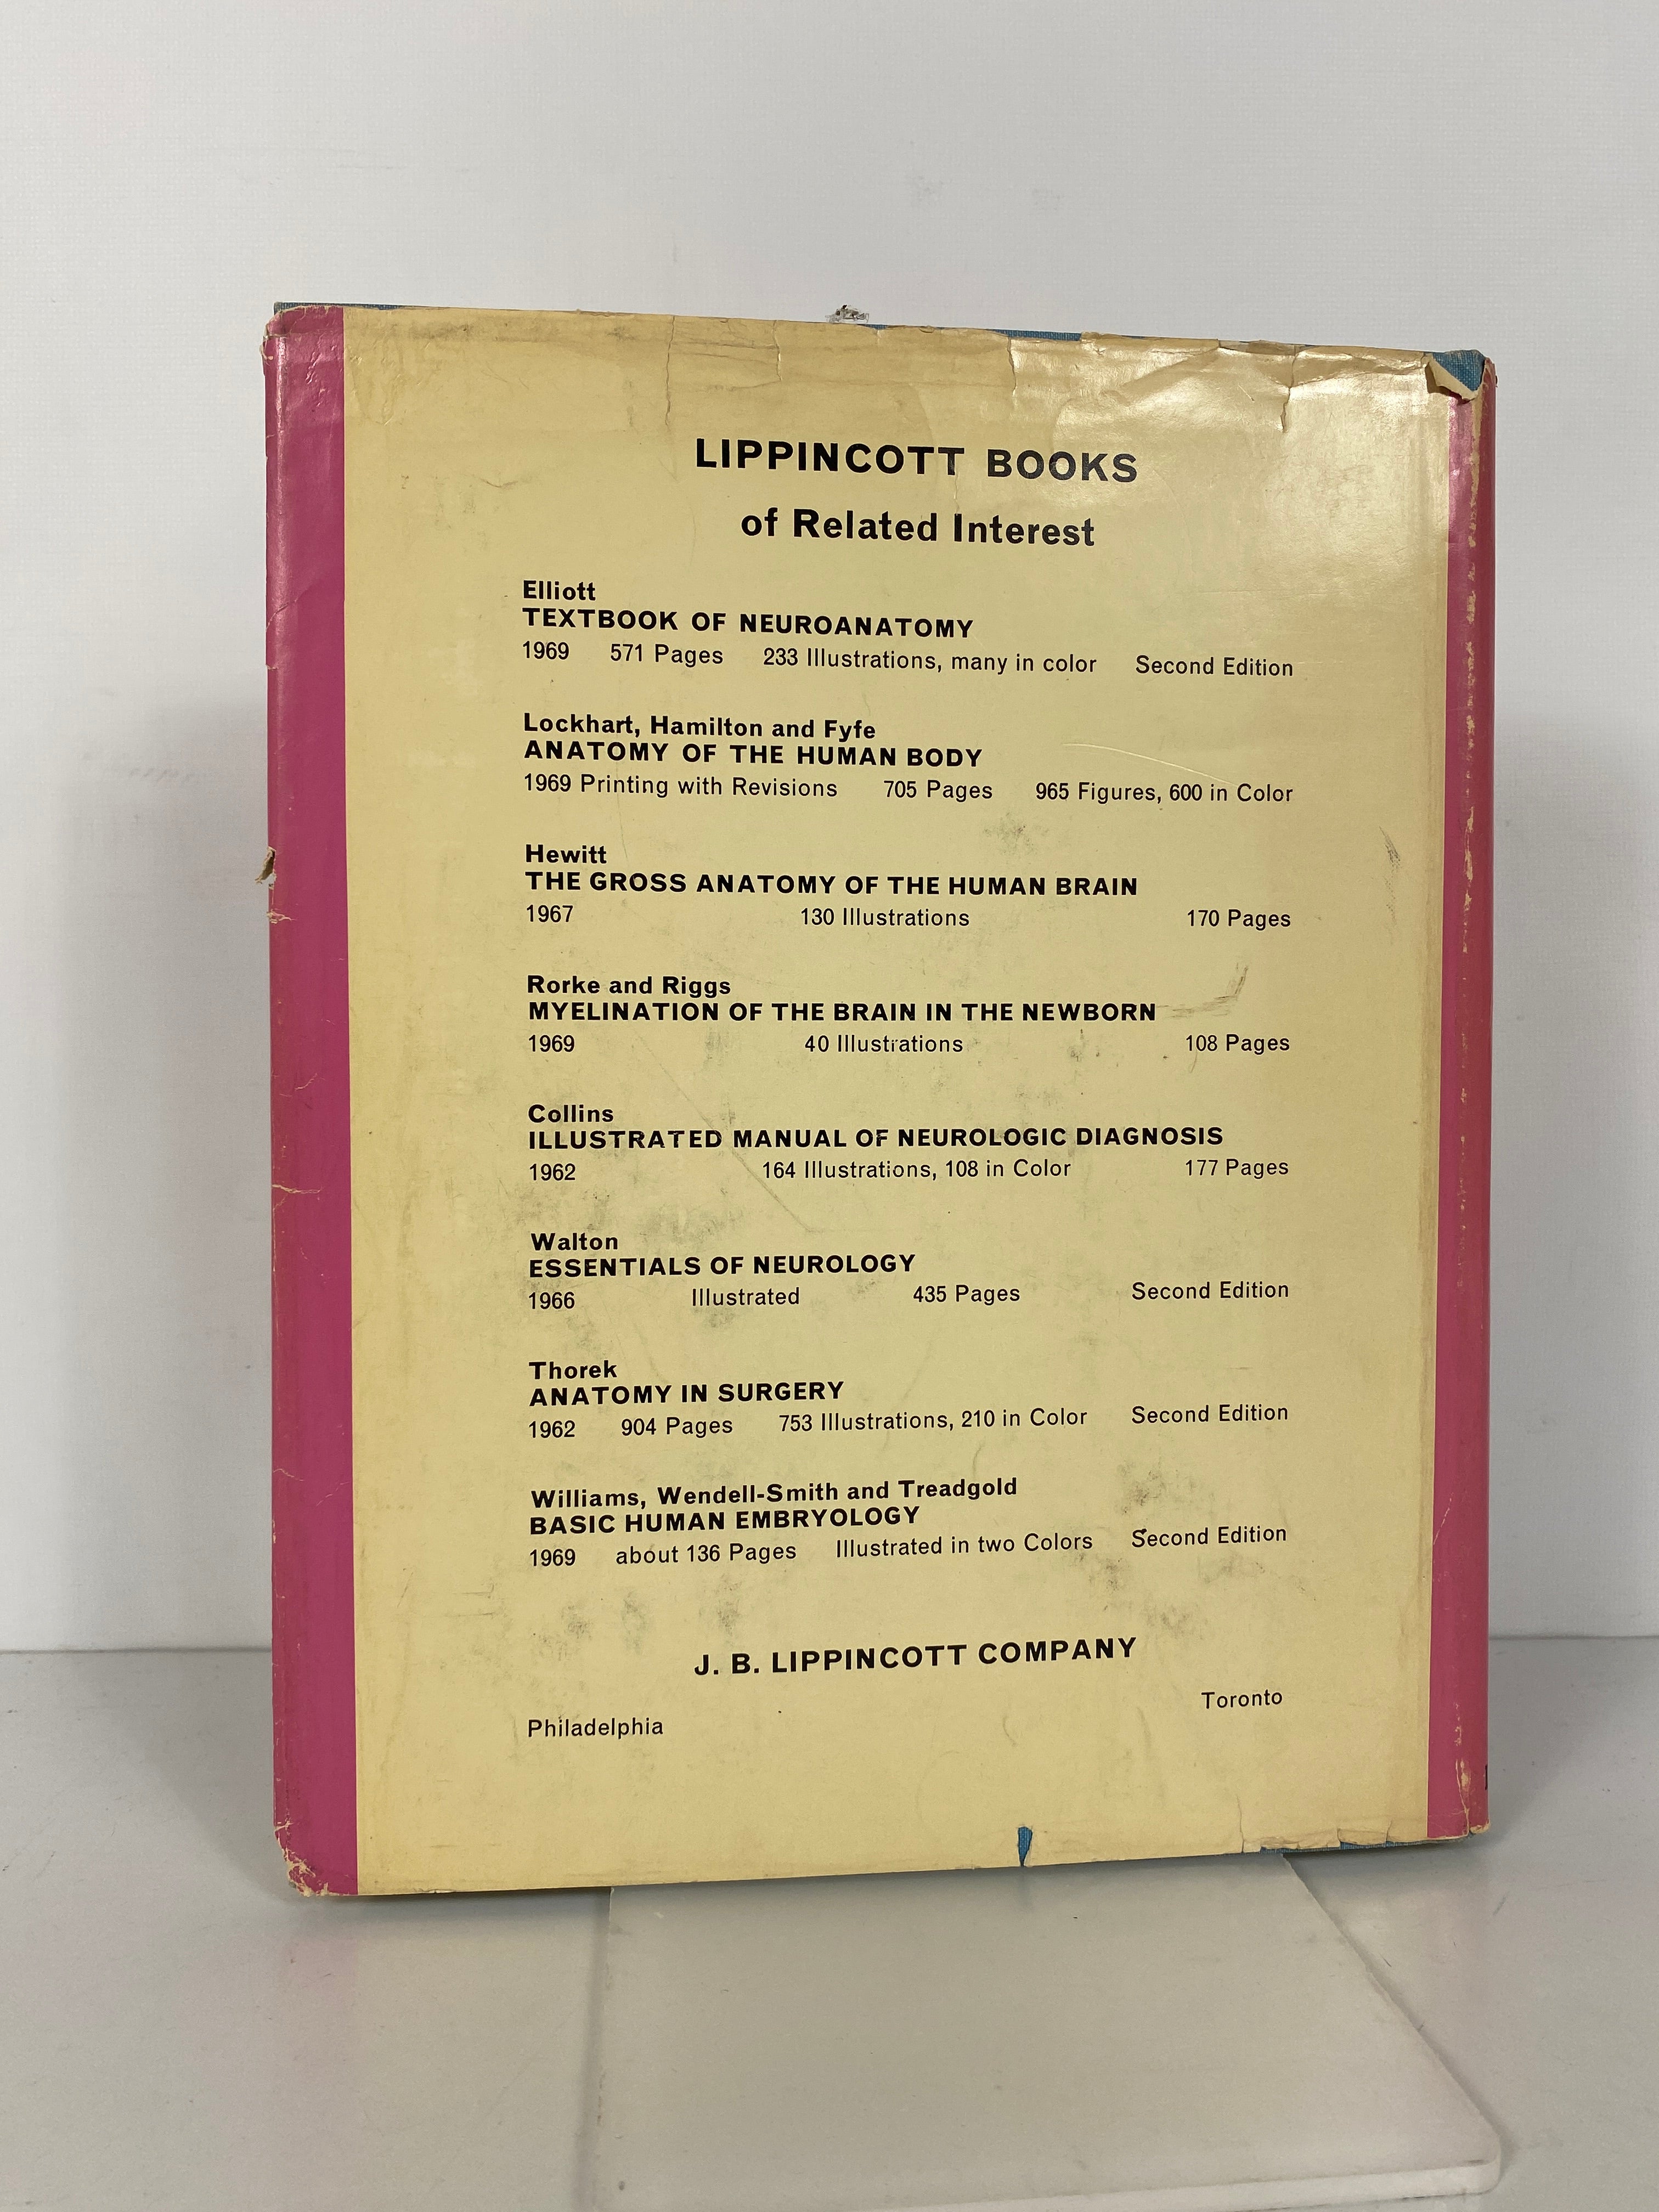 LIPPINCOTT BOOKS
of Related Interest
Elliott
TEXTBOOK OF NEUROANATOMY
1969 571 Pages 233 Illustrations, many in color Second Edition
Lockhart, Hamilton and Fyfe
ANATOMY OF THE HUMAN BODY
1969 Printing with Revisions 705 Pages 965 Figures, 600 in Color
Hewitt
THE GROSS ANATOMY OF THE HUMAN BRAIN
1967 130 Illustrations 170 Pages
Rorke and Riggs
MYELINATION OF THE BRAIN IN THE NEWBORN
1969 40 Illustrations 108 Pages
Collins
ILLUSTRATED MANUAL OF NEUROLOGIC DIAGNOSIS
1962 164 Illustrations, 108 in Color 177 Pages
Walton
ESSENTIALS OF NEUROLOGY
1966 Illustrated 435 Pages Second Edition
Thorek
ANATOMY IN SURGERY
1962 904 Pages 753 Illustrations, 210 in Color Second Edition
Williams, Wendell-Smith and Treadgold
BASIC HUMAN EMBRYOLOGY
1969 about 136 Pages Illustrated in two Colors Second Edition
J. B. LIPPINCOTT COMPANY
Philadelphia Toronto